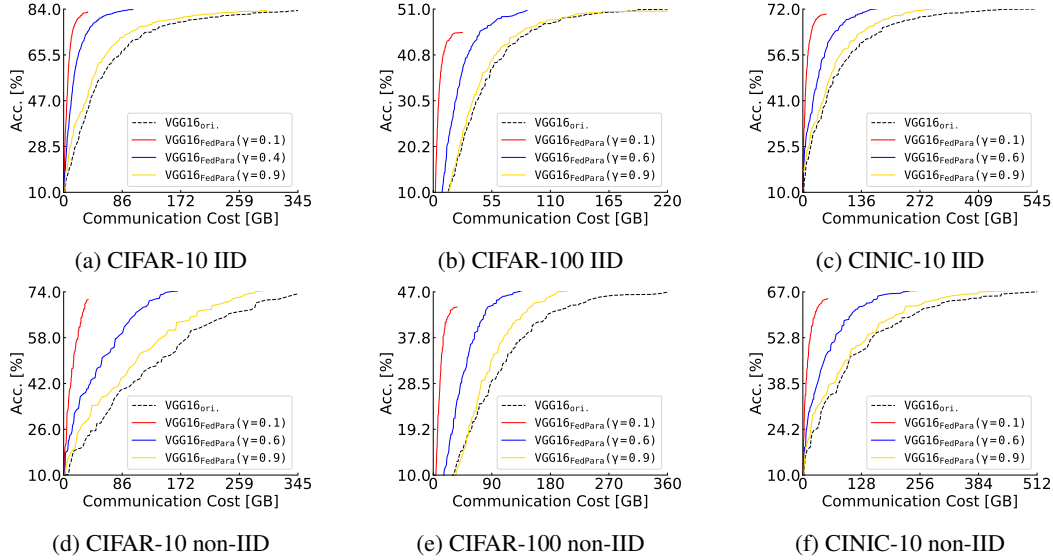 84.0
65.5
47.0
28.5
10.0
Acc. [%]
VGG16ori.
VGG16FedPara(γ=0.1)
VGG16FedPara(γ=0.4)
VGG16FedPara(γ=0.9)
0 86 172 259 345
Communication Cost [GB]
(a) CIFAR-10 IID
51.0
40.8
30.5
20.2
10.0
Acc. [%]
VGG16ori.
VGG16FedPara(γ=0.1)
VGG16FedPara(γ=0.6)
VGG16FedPara(γ=0.9)
0 55 110 165 220
Communication Cost [GB]
(b) CIFAR-100 IID
72.0
56.5
41.0
25.5
10.0
Acc. [%]
VGG16ori.
VGG16FedPara(γ=0.1)
VGG16FedPara(γ=0.6)
VGG16FedPara(γ=0.9)
0 136 272 409 545
Communication Cost [GB]
(c) CINIC-10 IID
74.0
58.0
42.0
26.0
10.0
Acc. [%]
VGG16ori.
VGG16FedPara(γ=0.1)
VGG16FedPara(γ=0.6)
VGG16FedPara(γ=0.9)
0 86 172 259 345
Communication Cost [GB]
(d) CIFAR-10 non-IID
47.0
37.8
28.5
19.2
10.0
Acc. [%]
VGG16ori.
VGG16FedPara(γ=0.1)
VGG16FedPara(γ=0.6)
VGG16FedPara(γ=0.9)
0 90 180 270 360
Communication Cost [GB]
(e) CIFAR-100 non-IID
67.0
52.8
38.5
24.2
10.0
Acc. [%]
VGG16ori.
VGG16FedPara(γ=0.1)
VGG16FedPara(γ=0.6)
VGG16FedPara(γ=0.9)
0 128 256 384 512
Communication Cost [GB]
(f) CINIC-10 non-IID